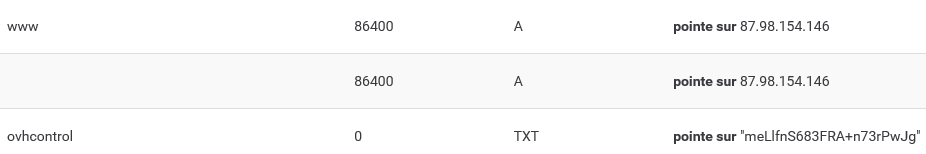 www 86400 A pointe sur 87.98.154.146
86400 A pointe sur 87.98.154.146
ovhcontrol 0 TXT pointe sur "meLlfnS683FRA+n73rPwJg"